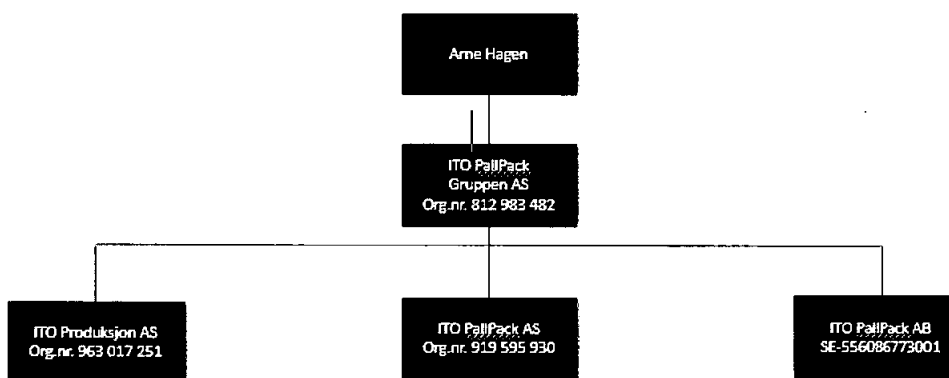 Arne Hagen
ITO PallPack
Gruppen AS
Org.nr. 812 983 482
ITO Produksjon AS
Org.nr. 963 017 251
ITO PallPack AS
Org.nr. 919 595 930
ITO PallPack AB
SE-556086773001